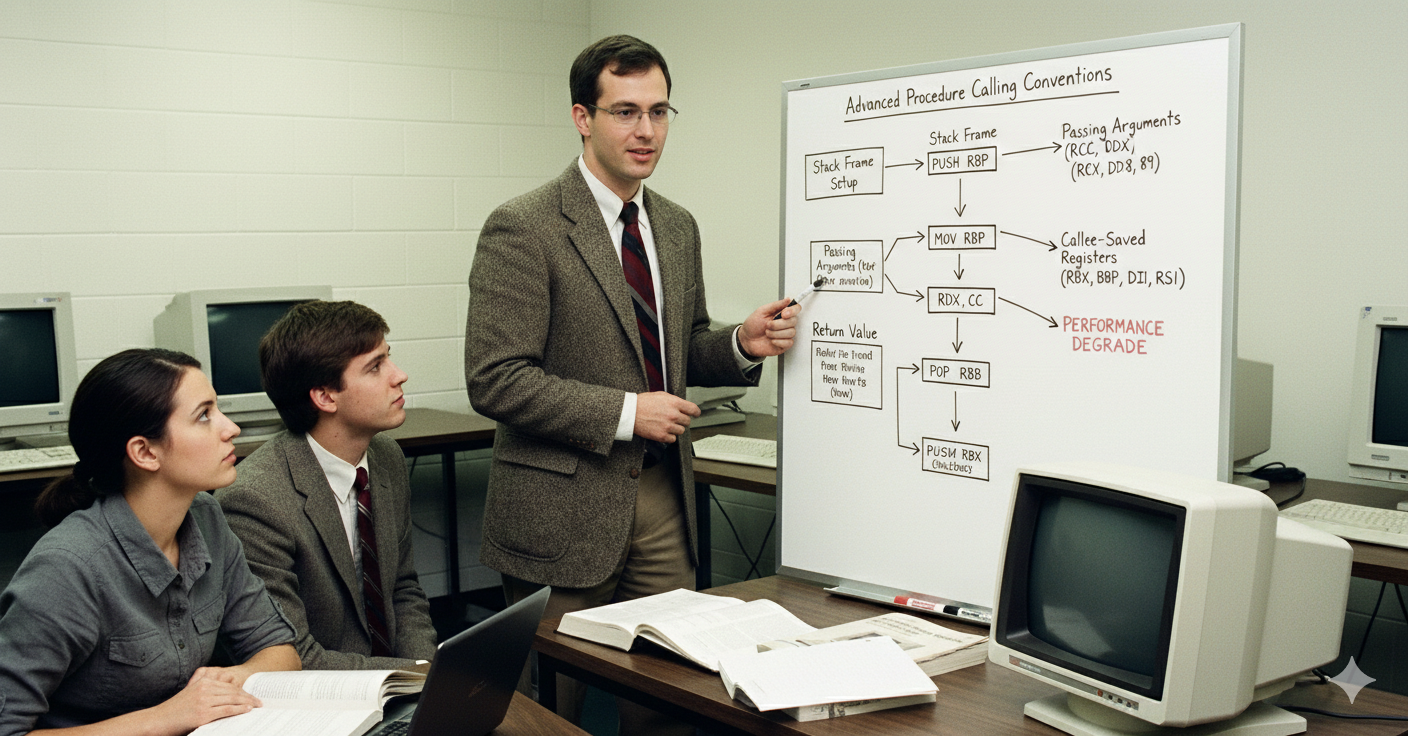 Advanced Procedure Calling Conventions
Stack Frame
Setup
Stack Frame
PUSH RBP
Passing Arguments
(RCC, DDX,
(RCX, DD8, 89)
Passing
Arguments
MOV RBP
Callee-Saved
Registers
(RBX, BBP, DII, RSI)
RDX, CC
PERFORMANCE
DEGRADE
Return Value
POP RBB
PUSH RBX